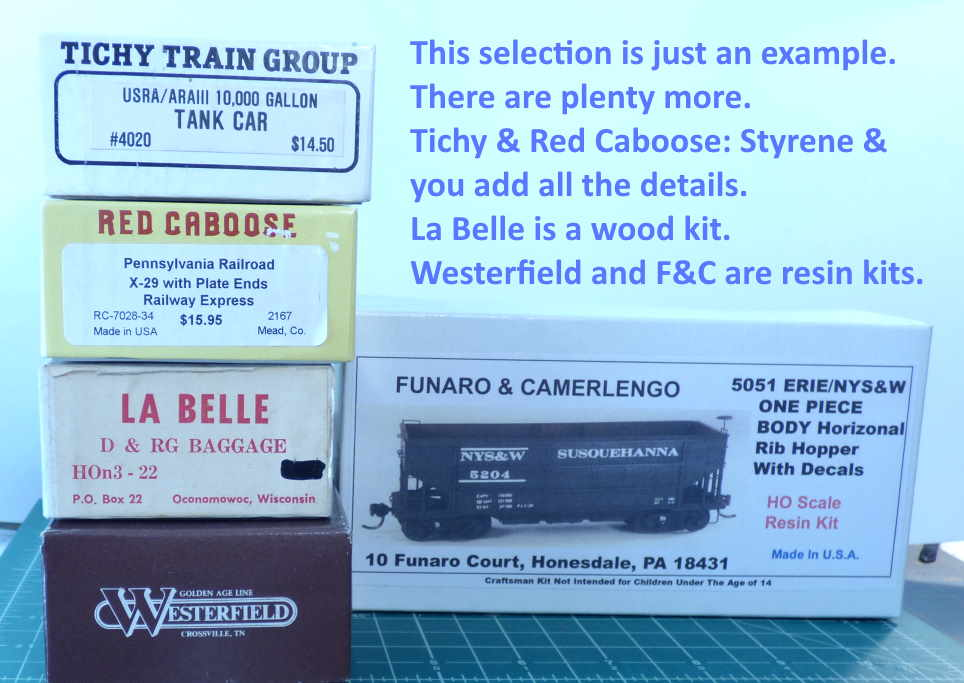 This selection is just an example.
There are plenty more.
Tichy & Red Caboose: Styrene &
you add all the details.
La Belle is a wood kit.
Westerfield and F&C are resin kits.
TICHY TRAIN GROUP
USRA/ARAIII 10,000 GALLON
TANK CAR
#4020 $14.50
RED CABOOSE
Pennsylvania Railroad
X-29 with Plate Ends
Railway Express
RC-7028-34 $15.95 2167
Made in USA Mead, Co.
LA BELLE
D & RG BAGGAGE
HOn3 - 22
P.O. Box 22 Oconomowoc, Wisconsin
GOLDEN AGE LINE
WESTERFIELD
CROSSVILLE, TN
FUNARO & CAMERLENGO
5051 ERIE/NYS&W
ONE PIECE
BODY Horizonal
Rib Hopper
With Decals
HO Scale
Resin Kit
Made In U.S.A.
NYS&W SUSQUEHANNA
5204
10 Funaro Court, Honesdale, PA 18431
Craftsman Kit Not Intended for Children Under The Age of 14